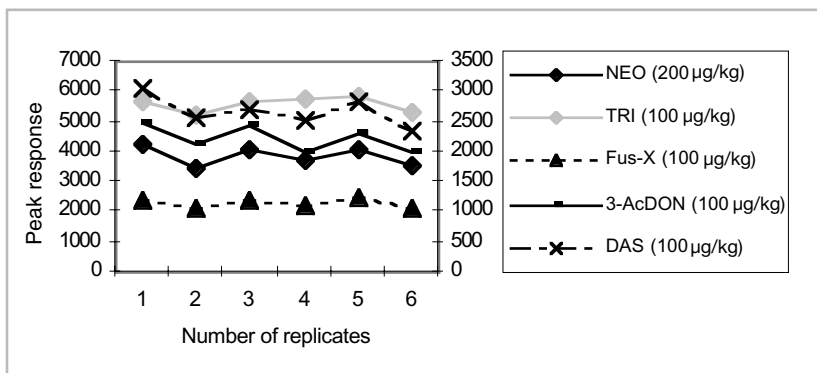 Peak response
7000
6000
5000
4000
3000
2000
1000
0
3500
3000
2500
2000
1500
1000
500
0
1 2 3 4 5 6
Number of replicates
NEO (200 µg/kg)
TRI (100 µg/kg)
Fus-X (100 µg/kg)
3-AcDON (100 µg/kg)
DAS (100 µg/kg)